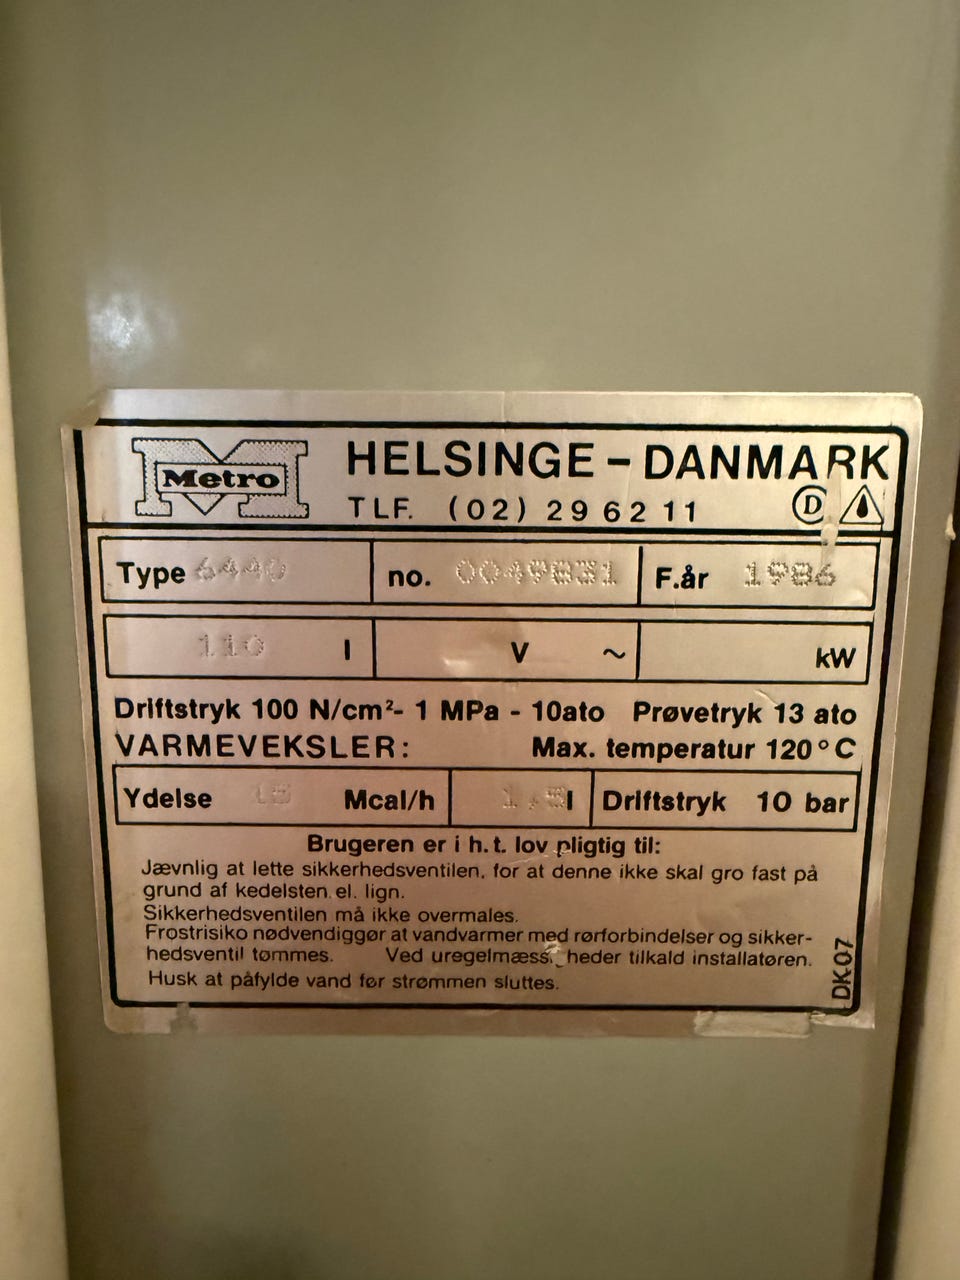 Metro
HELSINGE - DANMARK
TLF. (02) 29 62 11
D
Type 6440 no. 0049831 F.år 1986
110 l V ~ kW
Driftstryk 100 N/cm²- 1 MPa - 10ato Prøvetryk 13 ato
VARMEVEKSLER: Max. temperatur 120°C
Ydelse 15 Mcal/h 1,5 l Driftstryk 10 bar
Brugeren er i h.t. lov pligtig til:
Jævnlig at lette sikkerhedsventilen, for at denne ikke skal gro fast på
grund af kedelsten el. lign.
Sikkerhedsventilen må ikke overmales.
Frostrisiko nødvendiggør at vandvarmer med rørforbindelser og sikker-
hedsventil tømmes. Ved uregelmæss heder tilkald installatøren.
Husk at påfylde vand før strømmen sluttes.
DK07